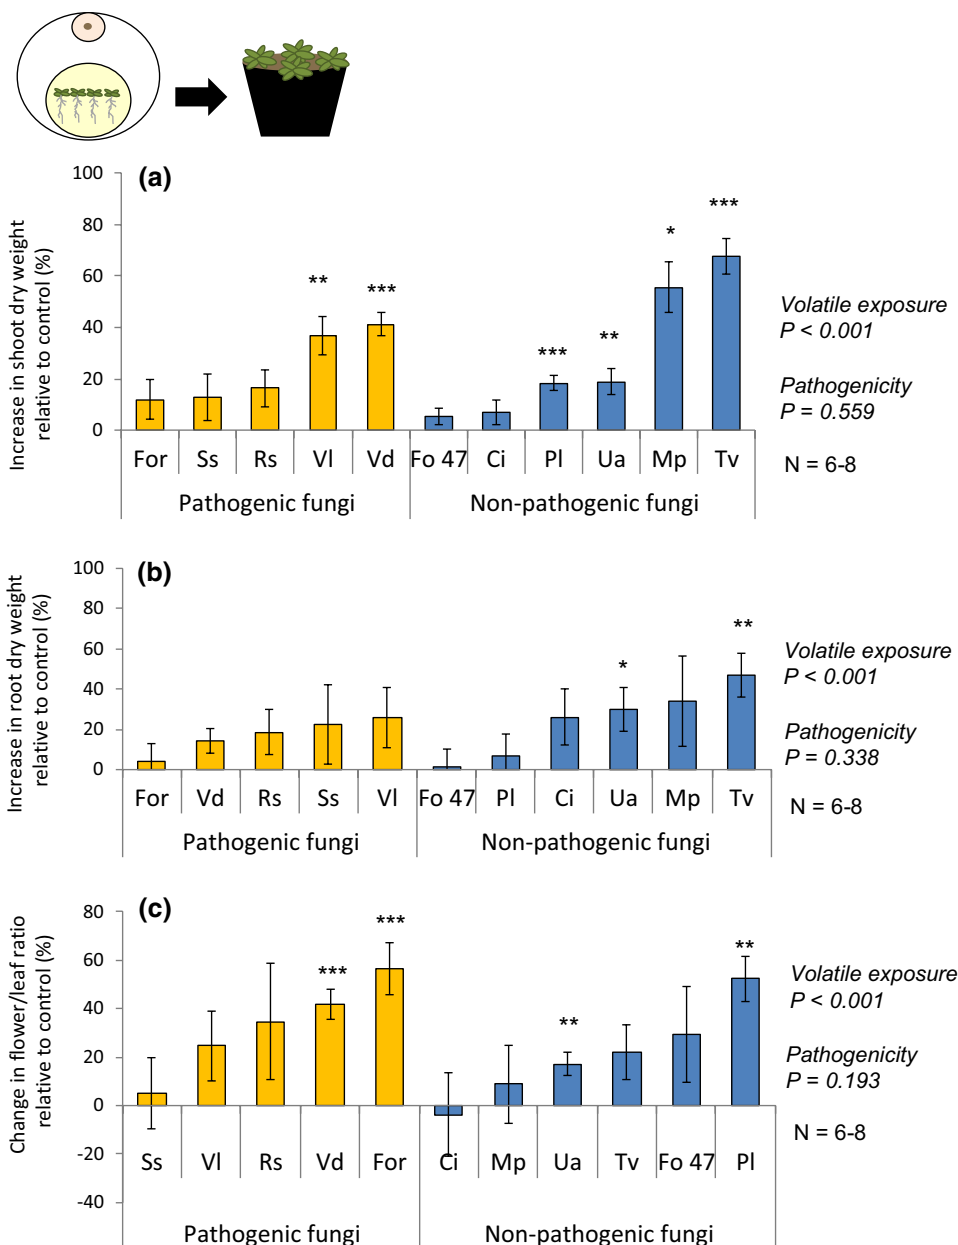 (a)
Increase in shoot dry weight
relative to control (%)
100
80
60
40
20
0
** *** *** ** * ***
For Ss Rs Vl Vd Fo 47 Ci Pl Ua Mp Tv
Pathogenic fungi Non-pathogenic fungi
Volatile exposure
P < 0.001
Pathogenicity
P = 0.559
N = 6-8
(b)
Increase in root dry weight
relative to control (%)
100
80
60
40
20
0
* **
For Vd Rs Ss Vl Fo 47 Pl Ci Ua Mp Tv
Pathogenic fungi Non-pathogenic fungi
Volatile exposure
P < 0.001
Pathogenicity
P = 0.338
N = 6-8
(c)
Change in flower/leaf ratio
relative to control (%)
80
60
40
20
0
-20
-40
*** *** ** **
Ss Vl Rs Vd For Ci Mp Ua Tv Fo 47 Pl
Pathogenic fungi Non-pathogenic fungi
Volatile exposure
P < 0.001
Pathogenicity
P = 0.193
N = 6-8